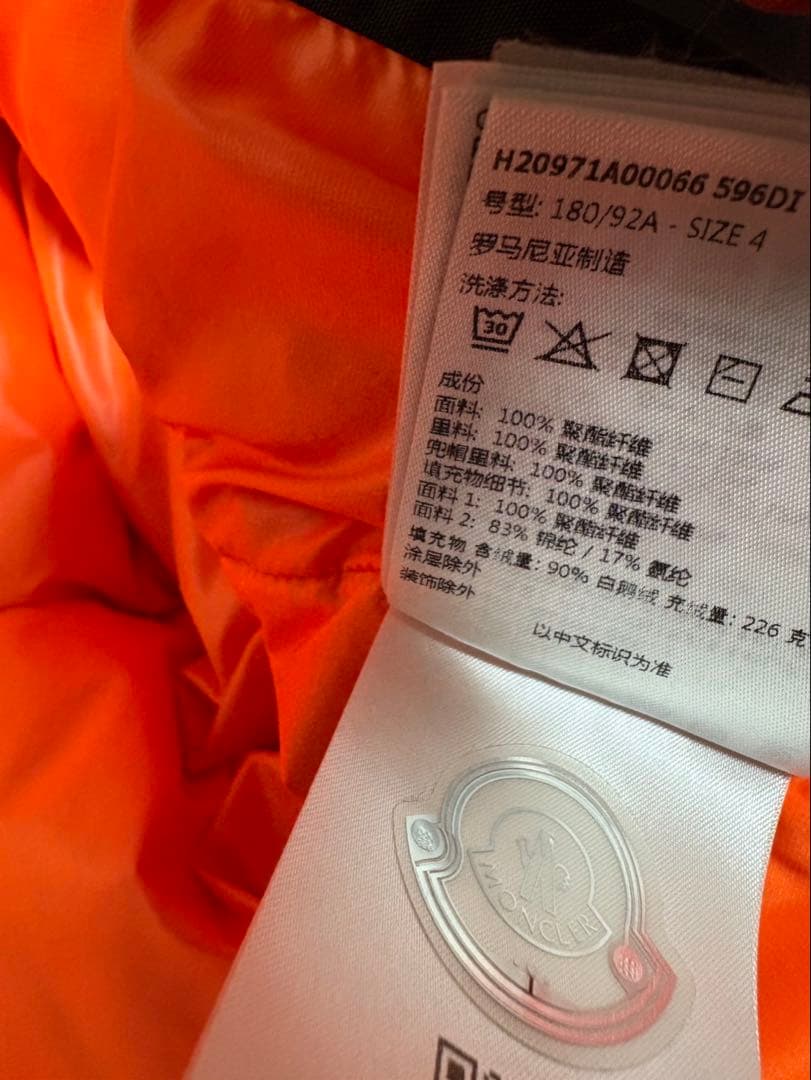 H20971A00066 596DI
号型: 180/92A - SIZE 4
罗马尼亚制造
洗涤方法:
30
成份
面料: 100% 聚酯纤维
里料: 100% 聚酯纤维
兜帽里料: 100% 聚酯纤维
填充物细节: 100% 聚酯纤维
面料 1: 100% 聚酯纤维
面料 2: 83% 锦纶 / 17% 氨纶
填充物 含绒量: 90% 白鹅绒 充绒量: 226 克
涂层除外
装饰除外
以中文标识为准
MONCLER